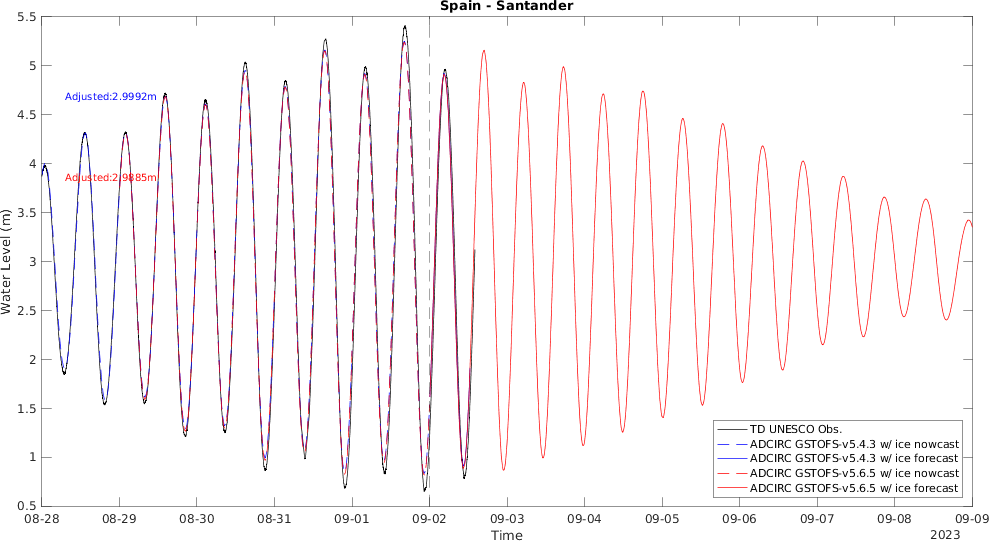 Spain - Santander
5.5
5
4.5
4
3.5
3
2.5
2
1.5
1
0.5
Water Level (m)
Adjusted:2.9992m
Adjusted:2.9885m
TD UNESCO Obs.
ADCIRC GSTOFS-v5.4.3 w/ ice nowcast
ADCIRC GSTOFS-v5.4.3 w/ ice forecast
ADCIRC GSTOFS-v5.6.5 w/ ice nowcast
ADCIRC GSTOFS-v5.6.5 w/ ice forecast
08-28 08-29 08-30 08-31 09-01 09-02 09-03 09-04 09-05 09-06 09-07 09-08 09-09
Time
2023